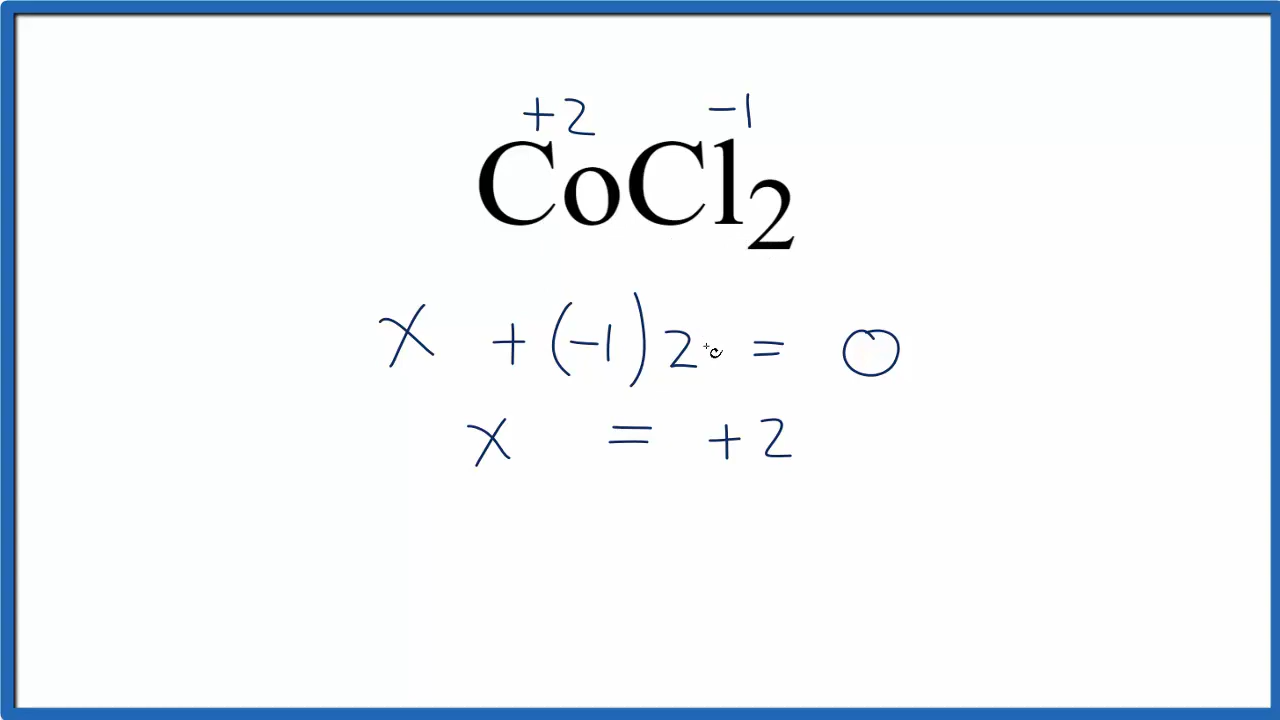 +2 -1
CoCl₂
x + (-1) 2 = 0
x = +2